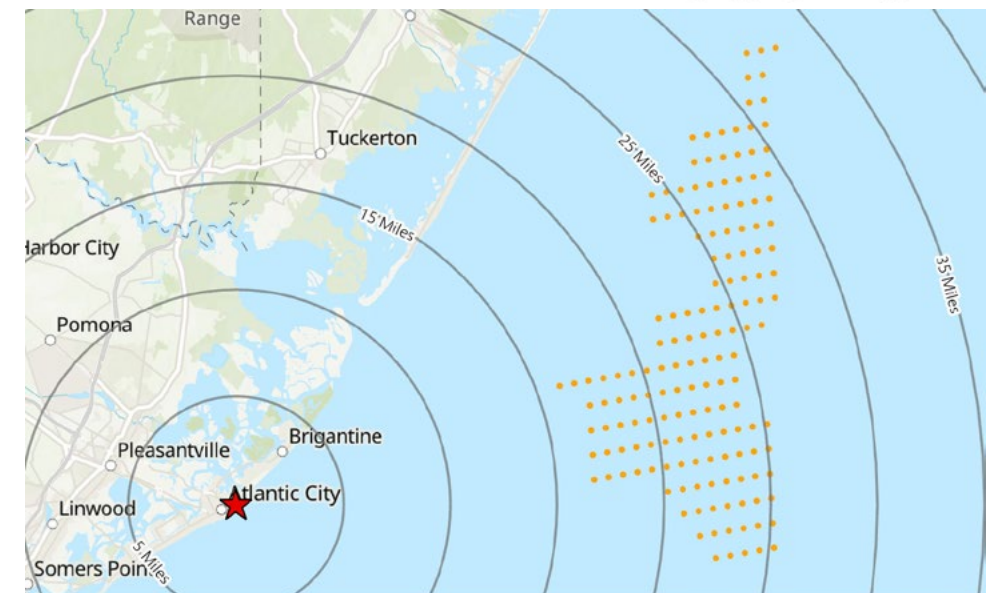 Range
Tuckerton
25 Miles
15 Miles
Harbor City
35 Miles
Pomona
Brigantine
Pleasantville
Atlantic City
Linwood
5 Miles
Somers Point